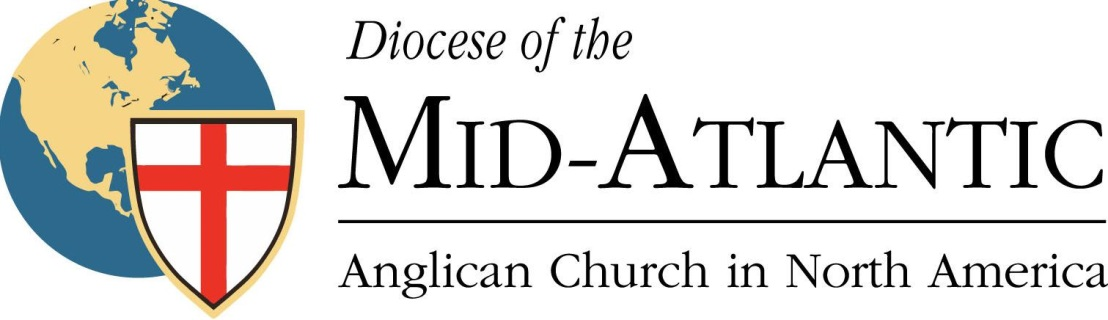 Diocese of the
MID-ATLANTIC
Anglican Church in North America